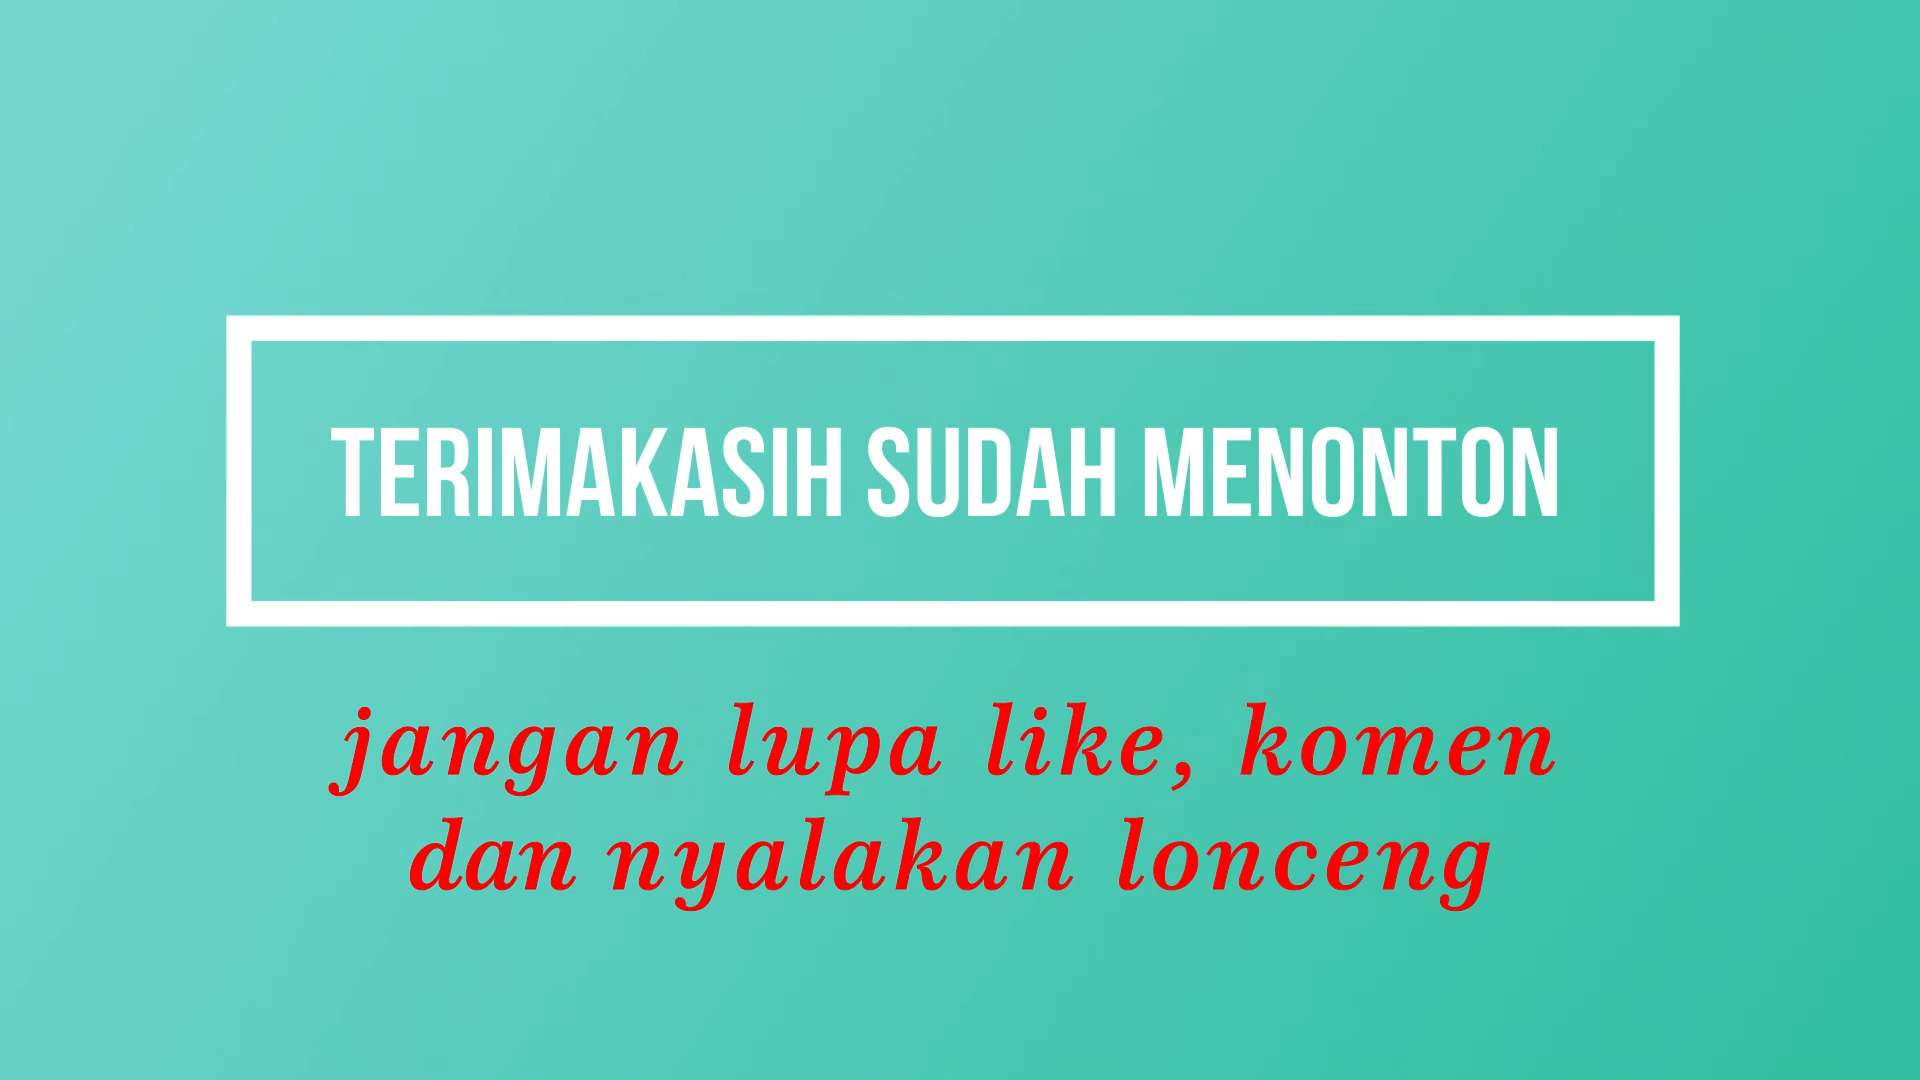 TERIMAKASIH SUDAH MENONTON
jangan lupa like, komen
dan nyalakan lonceng